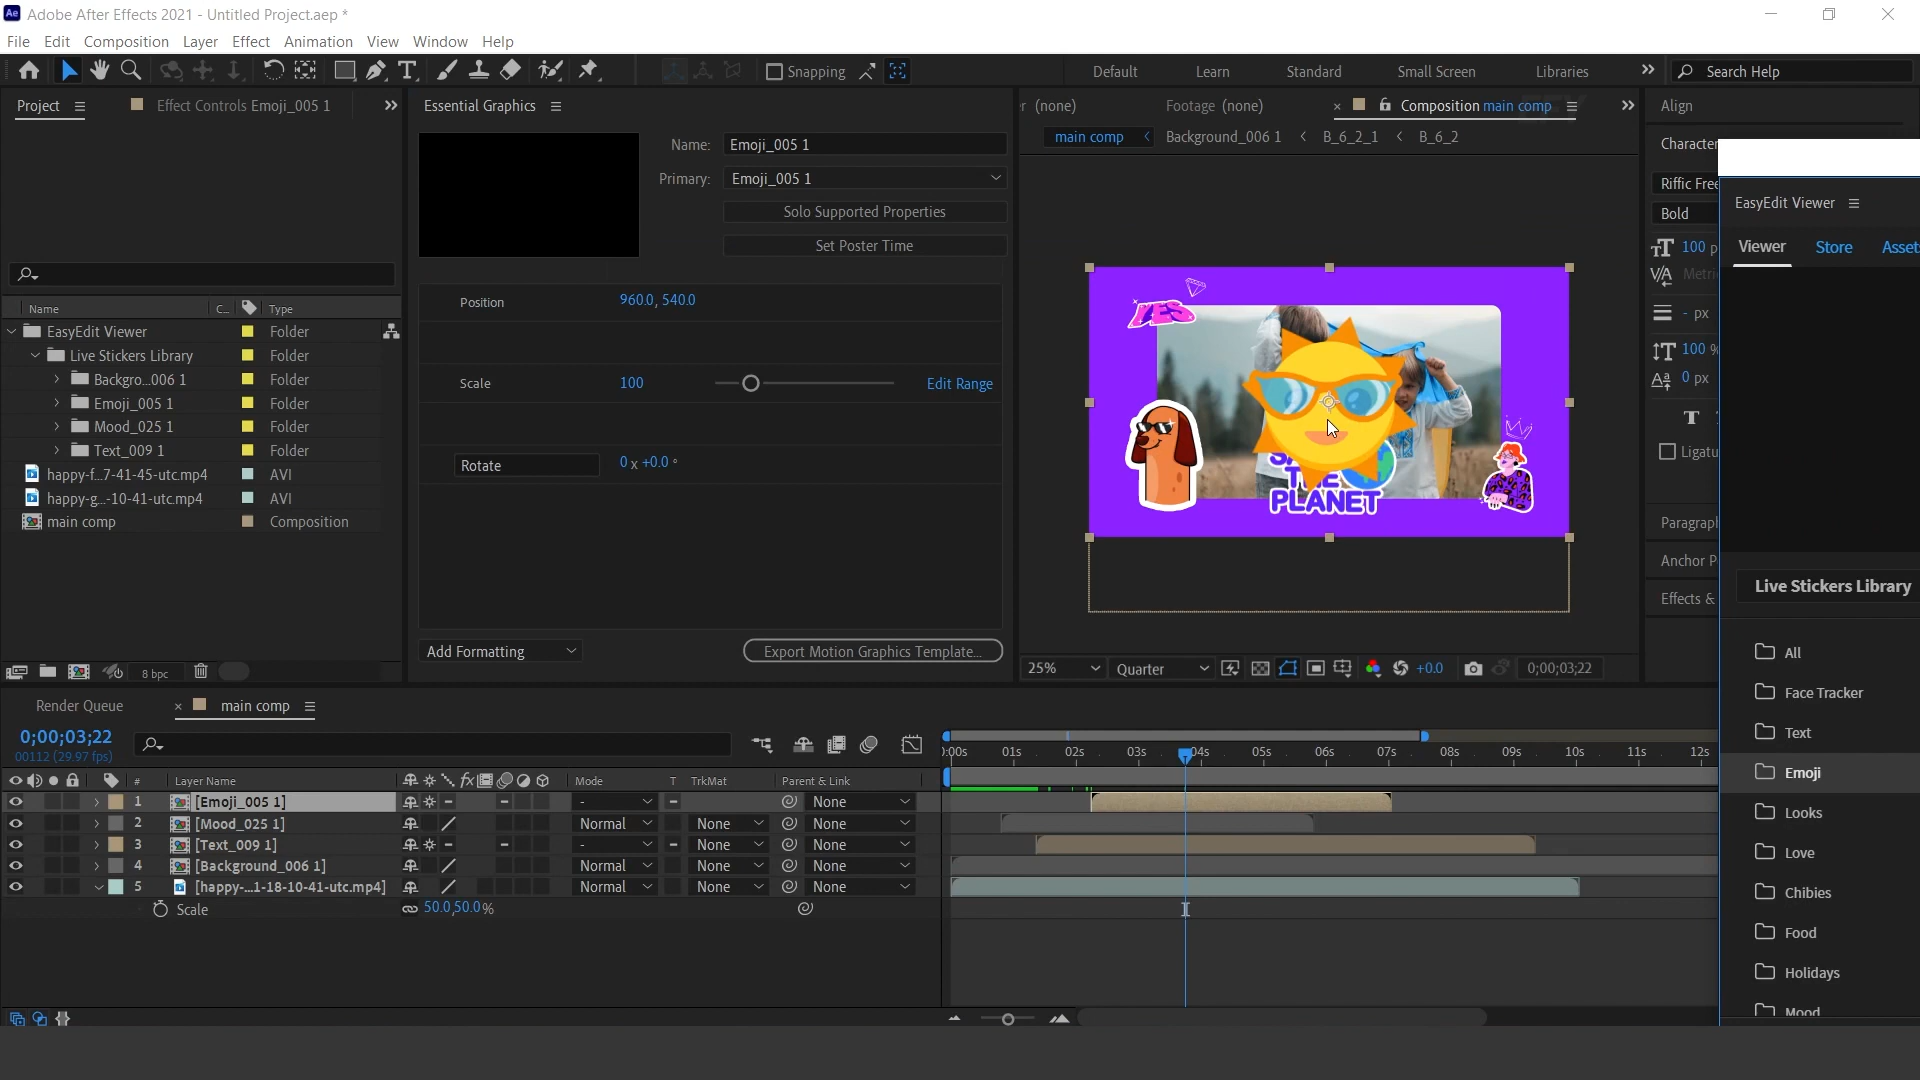 Ae Adobe After Effects 2021 - Untitled Project.aep *
File Edit Composition Layer Effect Animation View Window Help
Snapping Default Learn Standard Small Screen Libraries Search Help
Project Effect Controls Emoji_005 1
Essential Graphics
r (none) Footage (none) × Composition main comp
Align
Name: Emoji_005 1
main comp < Background_006 1 < B_6_2_1 < B_6_2
Primary: Emoji_005 1
Solo Supported Properties
Set Poster Time
Position 960.0, 540.0
Scale 100 Edit Range
Rotate 0 x +0.0 °
Add Formatting Export Motion Graphics Template...
Name C... Type
EasyEdit Viewer Folder
Live Stickers Library Folder
Backgro...006 1 Folder
Emoji_005 1 Folder
Mood_025 1 Folder
Text_009 1 Folder
happy-f...7-41-45-utc.mp4 AVI
happy-g...-10-41-utc.mp4 AVI
main comp Composition
8 bpc
YES
THE
PLANET
25% Quarter +0.0 0;00;03;22
Character
Riffic Free
Bold
100 p
Metri
- px
100 %
0 px
T
Ligatu
Paragraph
Anchor P
Effects &
EasyEdit Viewer
Viewer Store Assets
Live Stickers Library
All
Face Tracker
Text
Emoji
Looks
Love
Chibies
Food
Holidays
Mood
Render Queue × main comp
0;00;03;22
00112 (29.97 fps)
):00s 01s 02s 03s 04s 05s 06s 07s 08s 09s 10s 11s 12s
# Layer Name fx Mode T TrkMat Parent & Link
1 [Emoji_005 1] - None
2 [Mood_025 1] Normal None None
3 [Text_009 1] - None None
4 [Background_006 1] Normal None None
5 [happy-...1-18-10-41-utc.mp4] Normal None None
Scale 50.0,50.0%